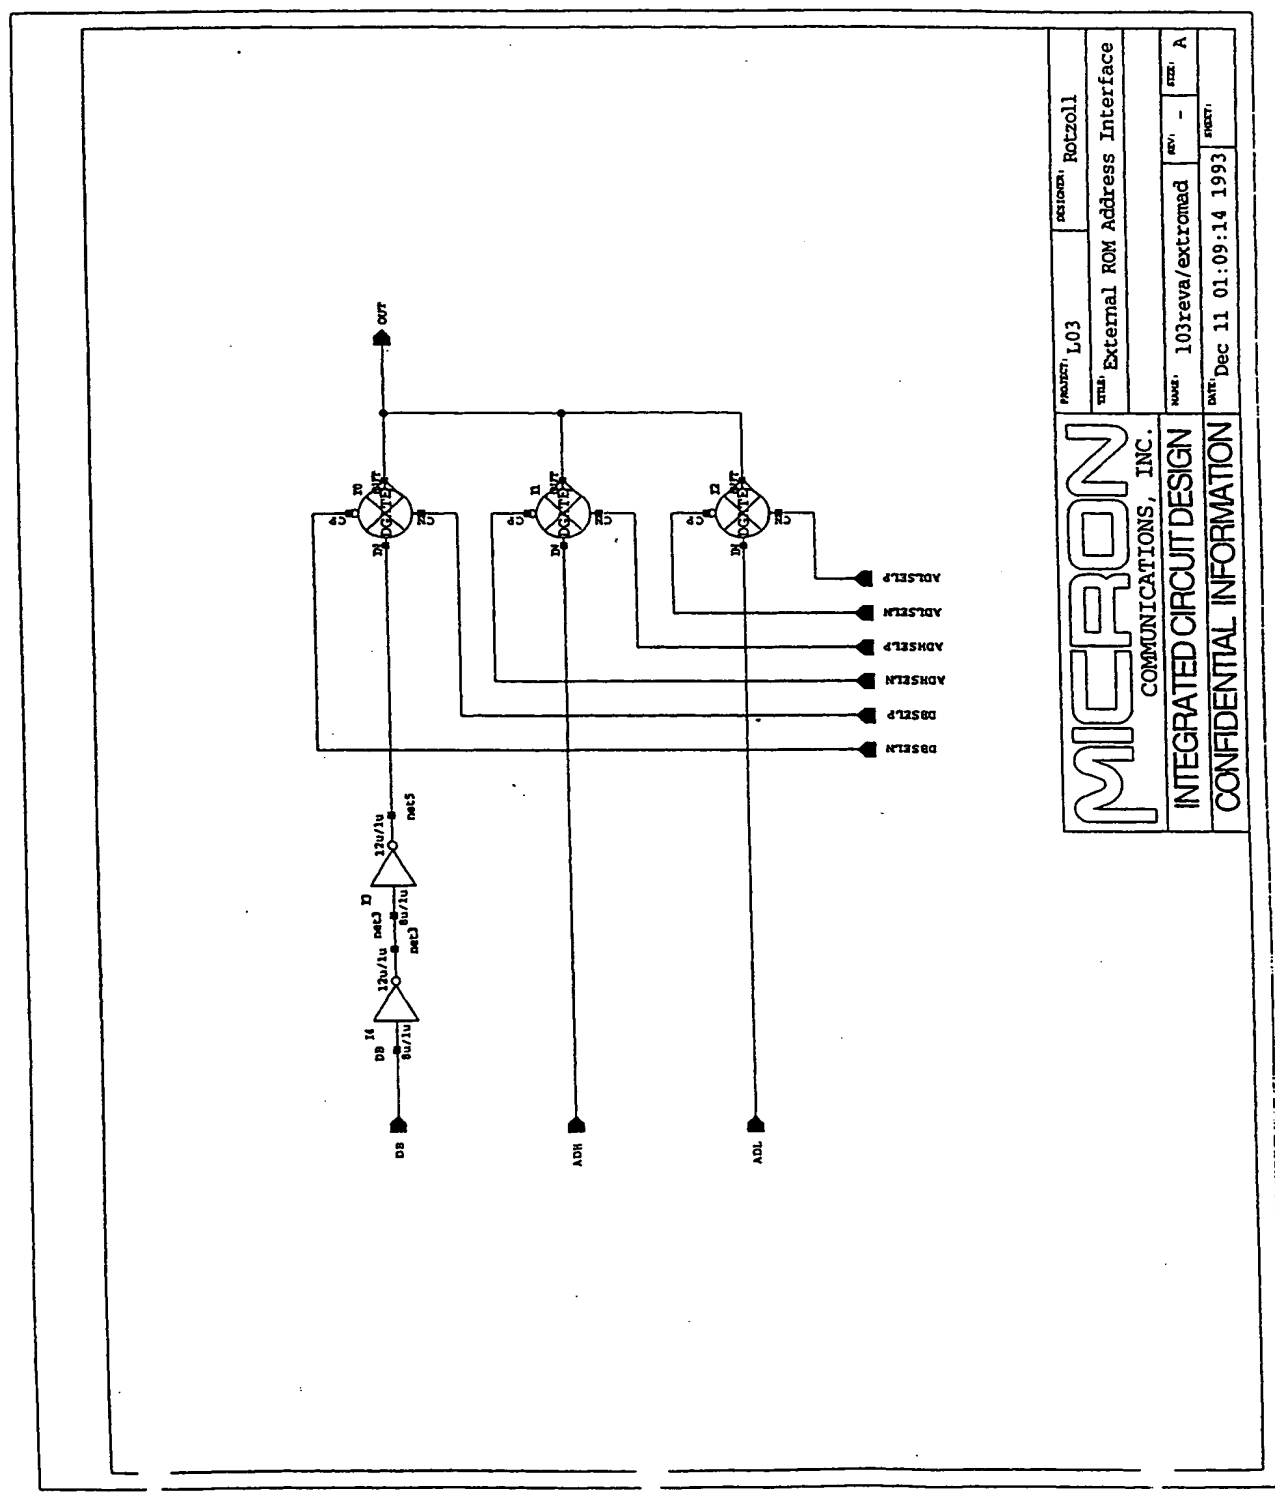 OUT
I0
CP
IN
DGATE
OUT
CN
I1
CP
IN
DGATE
OUT
CN
I2
CP
IN
DGATE
OUT
CN
ADLSELP
ADLSELN
ADHSELP
ADHSELN
DBSELP
DBSELN
I4
DB
12u/1u
8u/1u
net3
I3
net3
12u/1u
8u/1u
net5
DB
ADH
ADL
MICRON
COMMUNICATIONS, INC.
INTEGRATED CIRCUIT DESIGN
CONFIDENTIAL INFORMATION
PROJECT: L03
DESIGNER: Rotzoll
TITLE: External ROM Address Interface
NAME: l03reva/extromad
REV: -
SIZE: A
DATE: Dec 11 01:09:14 1993
SHEET: